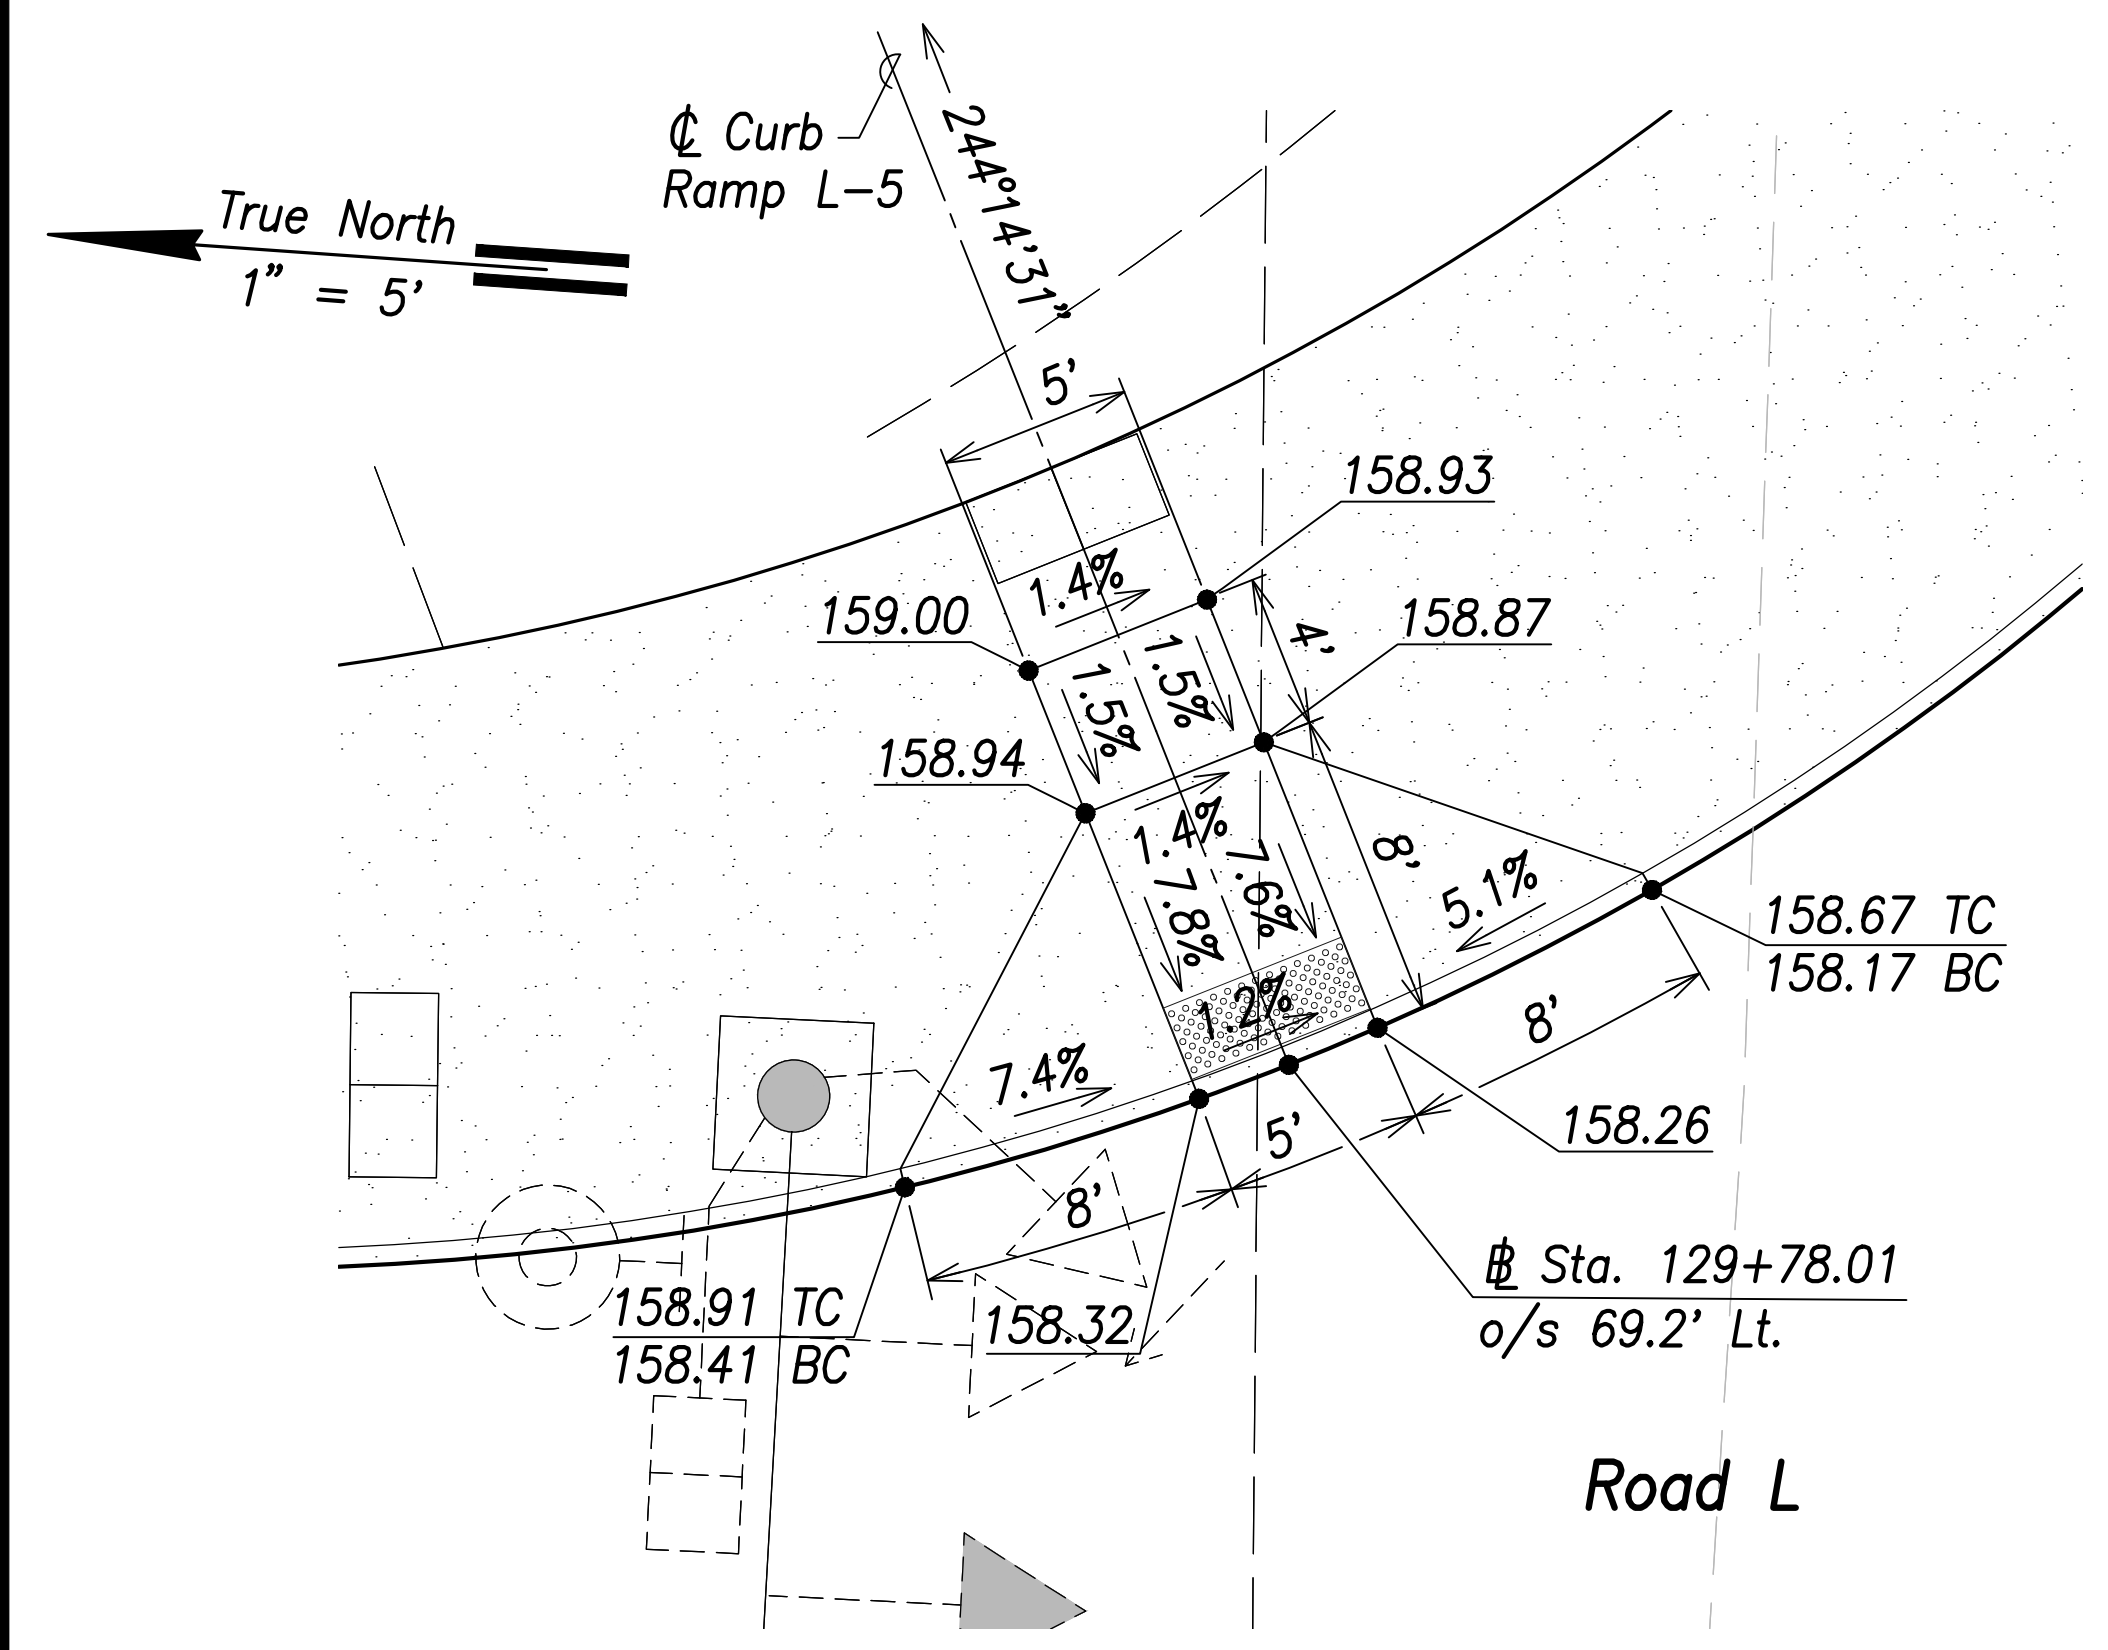 ℄ Curb
Ramp L-5
244°14'31"
True North
1" = 5'
5'
158.93
1.4%
159.00
158.87
4'
1.5%
1.5%
158.94
1.4%
8'
7.6%
7.8%
5.1%
158.67 TC
158.17 BC
1.2%
8'
7.4%
5'
158.26
8'
℔ Sta. 129+78.01
o/s 69.2' Lt.
158.91 TC
158.41 BC
158.32
Road L